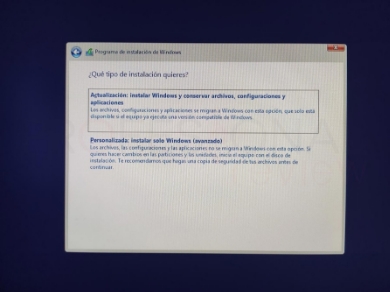 Programa de instalación de Windows
¿Qué tipo de instalación quieres?
Actualización: instalar Windows y conservar archivos, configuraciones y
aplicaciones
Los archivos, configuraciones y aplicaciones se migran a Windows con esta opción, que solo está
disponible si el equipo ya ejecuta una versión compatible de Windows.
Personalizada: instalar solo Windows (avanzado)
Los archivos, las configuraciones y las aplicaciones no se migran a Windows con esta opción. Si
quieres hacer cambios en las particiones y las unidades, inicia el equipo con el disco de
instalación. Te recomendamos que hagas una copia de seguridad de tus archivos antes de
continuar.